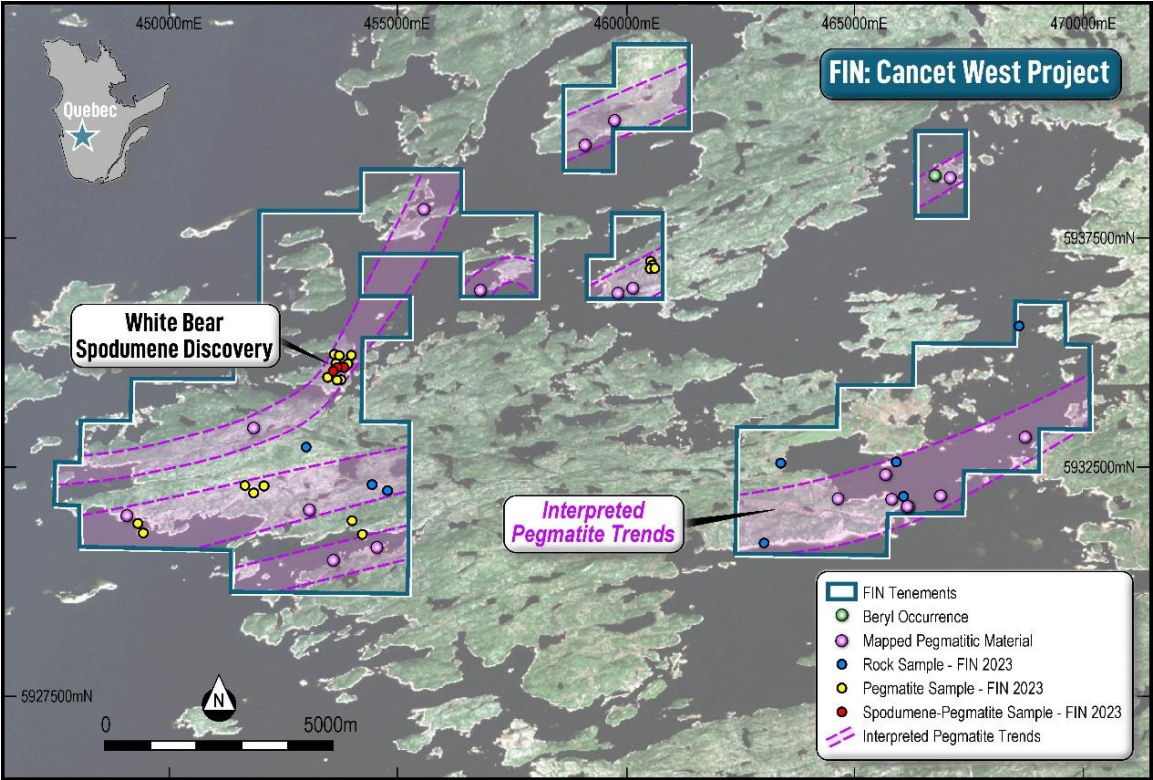 450000mE
455000mE
460000mE
465000mE
470000mE
FIN: Cancet West Project
Quebec
5937500mN
White Bear
Spodumene Discovery
5932500mN
Interpreted
Pegmatite Trends
FIN Tenements
Beryl Occurrence
Mapped Pegmatitic Material
Rock Sample - FIN 2023
Pegmatite Sample - FIN 2023
Spodumene-Pegmatite Sample - FIN 2023
Interpreted Pegmatite Trends
5927500mN
N
0
5000m